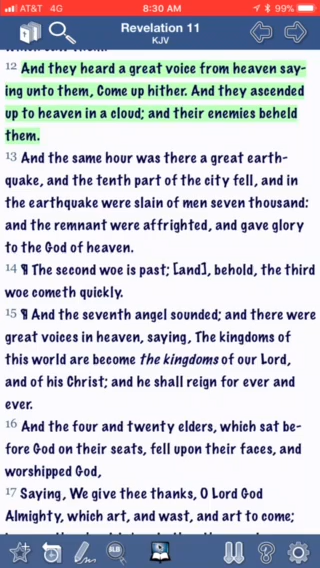 AT&T 4G 8:30 AM 99%
Revelation 11
KJV
12 And they heard a great voice from heaven say-
ing unto them, Come up hither. And they ascended
up to heaven in a cloud; and their enemies beheld
them.
13 And the same hour was there a great earth-
quake, and the tenth part of the city fell, and in
the earthquake were slain of men seven thousand:
and the remnant were affrighted, and gave glory
to the God of heaven.
14 ¶ The second woe is past; [and], behold, the third
woe cometh quickly.
15 ¶ And the seventh angel sounded; and there were
great voices in heaven, saying, The kingdoms of
this world are become the kingdoms of our Lord,
and of his Christ; and he shall reign for ever and
ever.
16 And the four and twenty elders, which sat be-
fore God on their seats, fell upon their faces, and
worshipped God,
17 Saying, We give thee thanks, O Lord God
Almighty, which art, and wast, and art to come;